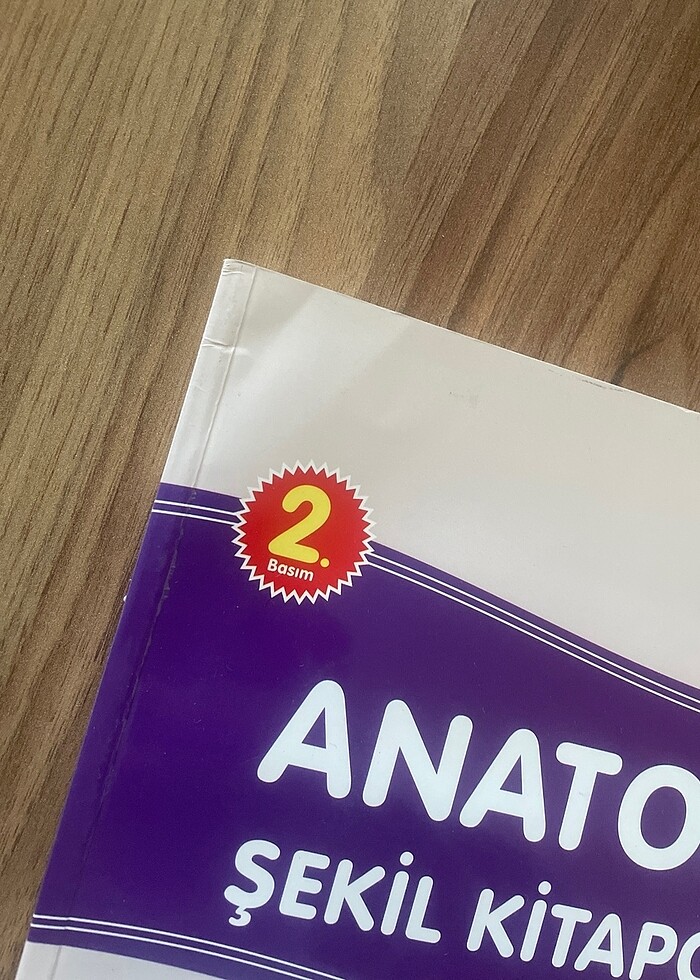 2.
Basım
ANATO
ŞEKİL KİTAPÇ